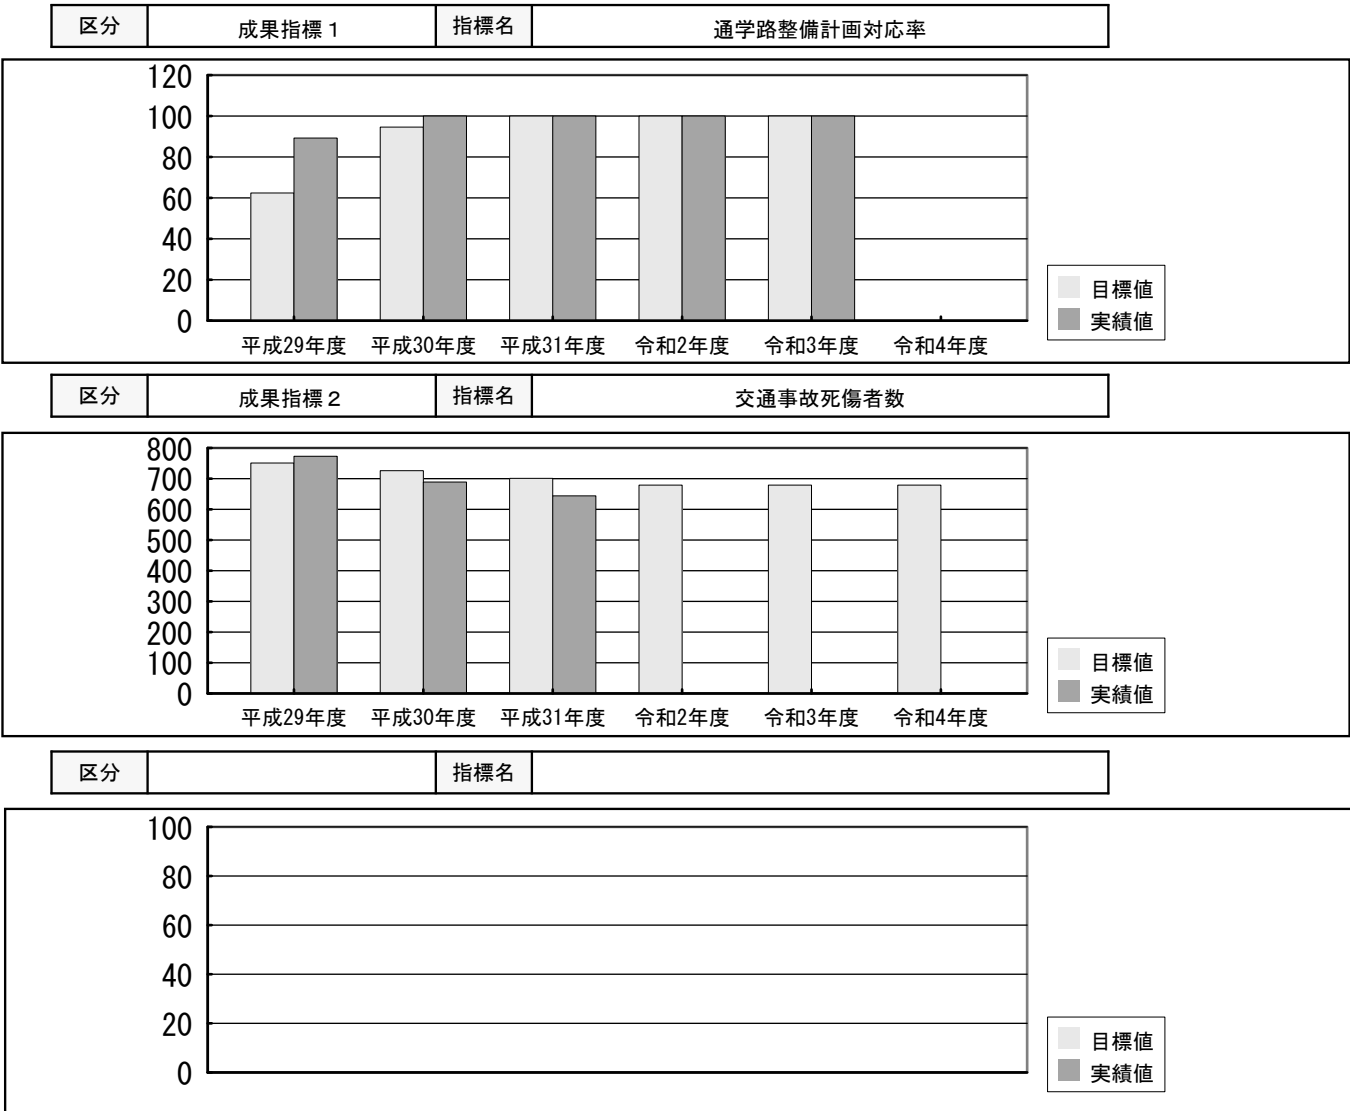 区分 成果指標１ 指標名 通学路整備計画対応率
120
100
80
60
40
20
0
平成29年度 平成30年度 平成31年度 令和2年度 令和3年度 令和4年度
目標値
実績値
区分 成果指標２ 指標名 交通事故死傷者数
800
700
600
500
400
300
200
100
0
平成29年度 平成30年度 平成31年度 令和2年度 令和3年度 令和4年度
目標値
実績値
区分 指標名
100
80
60
40
20
0
目標値
実績値